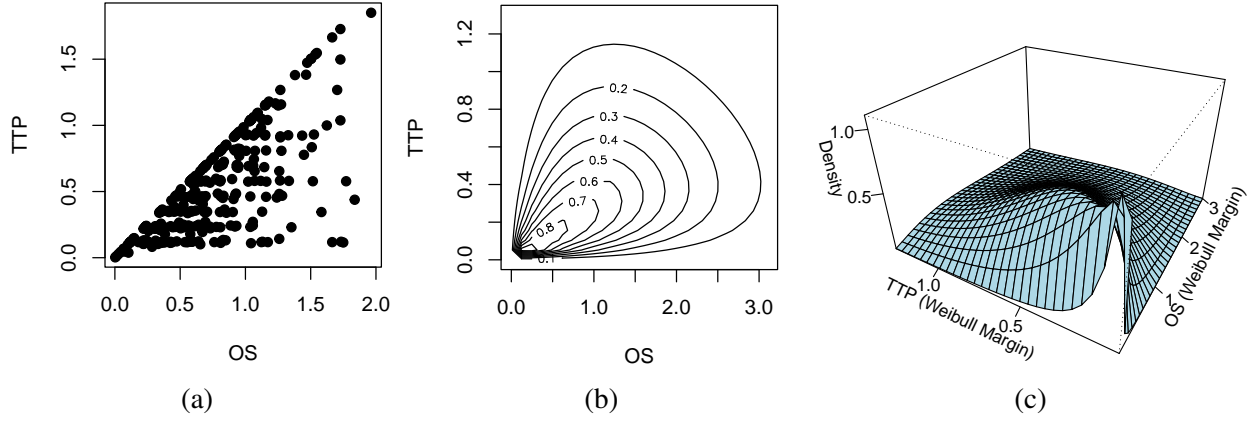 TTP
0.0 0.5 1.0 1.5
0.0 0.5 1.0 1.5 2.0
OS
(a)
TTP
0.0 0.4 0.8 1.2
0.2
0.3
0.4
0.5
0.6
0.7
0.8
0.1
0.0 1.0 2.0 3.0
OS
(b)
Density
1.0
0.5
TTP (Weibull Margin)
1.0
0.5
OS (Weibull Margin)
1
2
3
(c)